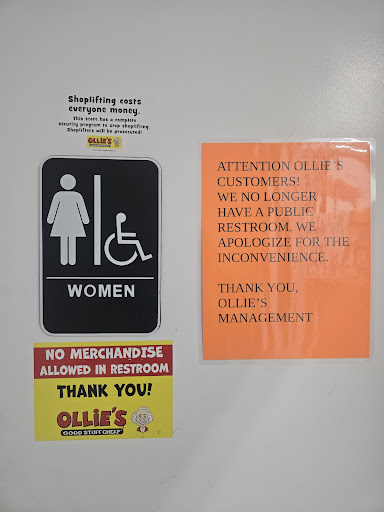 Shoplifting costs
everyone money.
This store has a complete
security program to stop shoplifting.
Shoplifters will be prosecuted!
OLLIE'S
WOMEN
NO MERCHANDISE
ALLOWED IN RESTROOM
THANK YOU!
OLLIE'S
"GOOD STUFF CHEAP"
ATTENTION OLLIE'S
CUSTOMERS!
WE NO LONGER
HAVE A PUBLIC
RESTROOM. WE
APOLOGIZE FOR THE
INCONVENIENCE.
THANK YOU,
OLLIE'S
MANAGEMENT